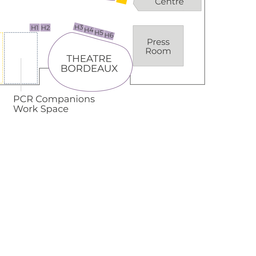 Centre
H1 H2
H3 H4 H5 H6
Press
Room
THEATRE
BORDEAUX
PCR Companions
Work Space